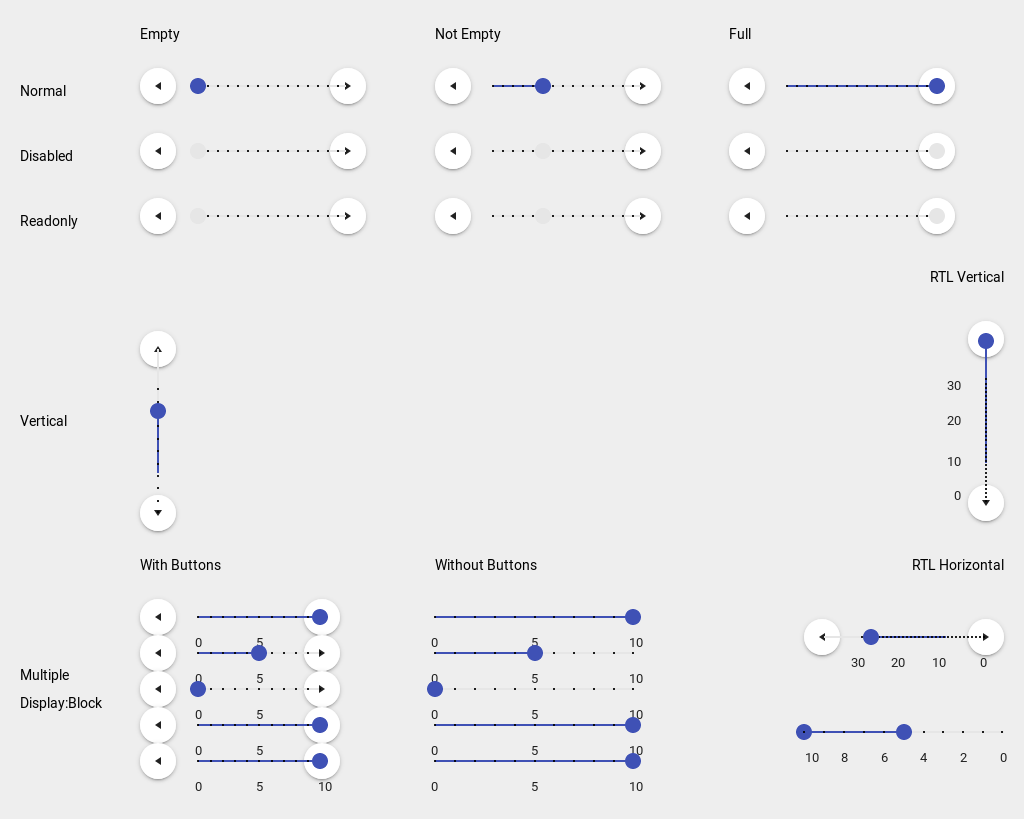 Empty Not Empty Full
Normal
Disabled
Readonly
RTL Vertical
30
Vertical 20
10
0
With Buttons Without Buttons RTL Horizontal
0 5 0 5 10
30 20 10 0
Multiple 0 5 0 5 10
Display:Block
0 5 0 5 10
0 5 0 5 10
10 8 6 4 2 0
0 5 10 0 5 10